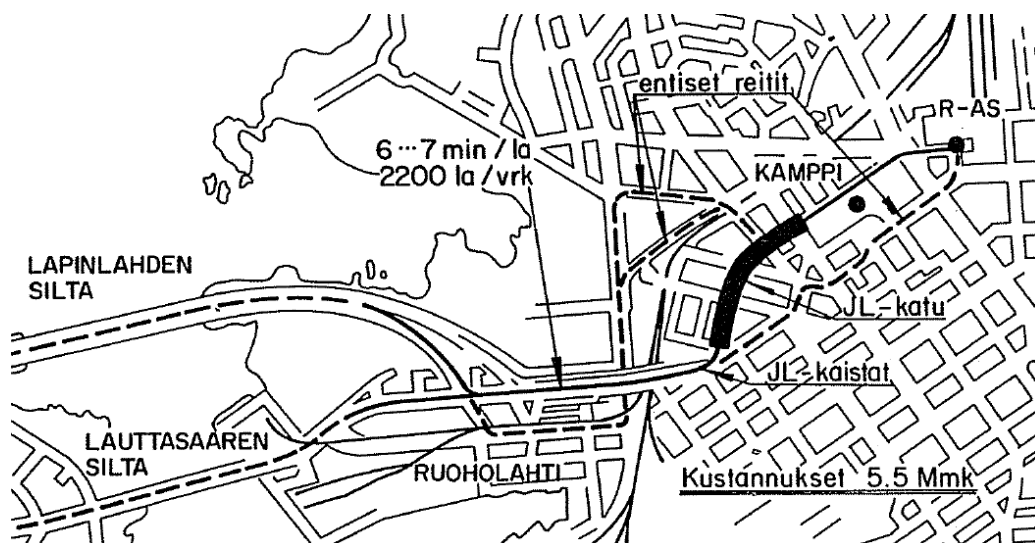 entiset reitit
R-AS
6...7 min / la
2200 la / vrk
KAMPPI
LAPINLAHDEN
SILTA
JL-katu
JL-kaistat
LAUTTASAAREN
SILTA
RUOHOLAHTI
Kustannukset 5.5 Mmk